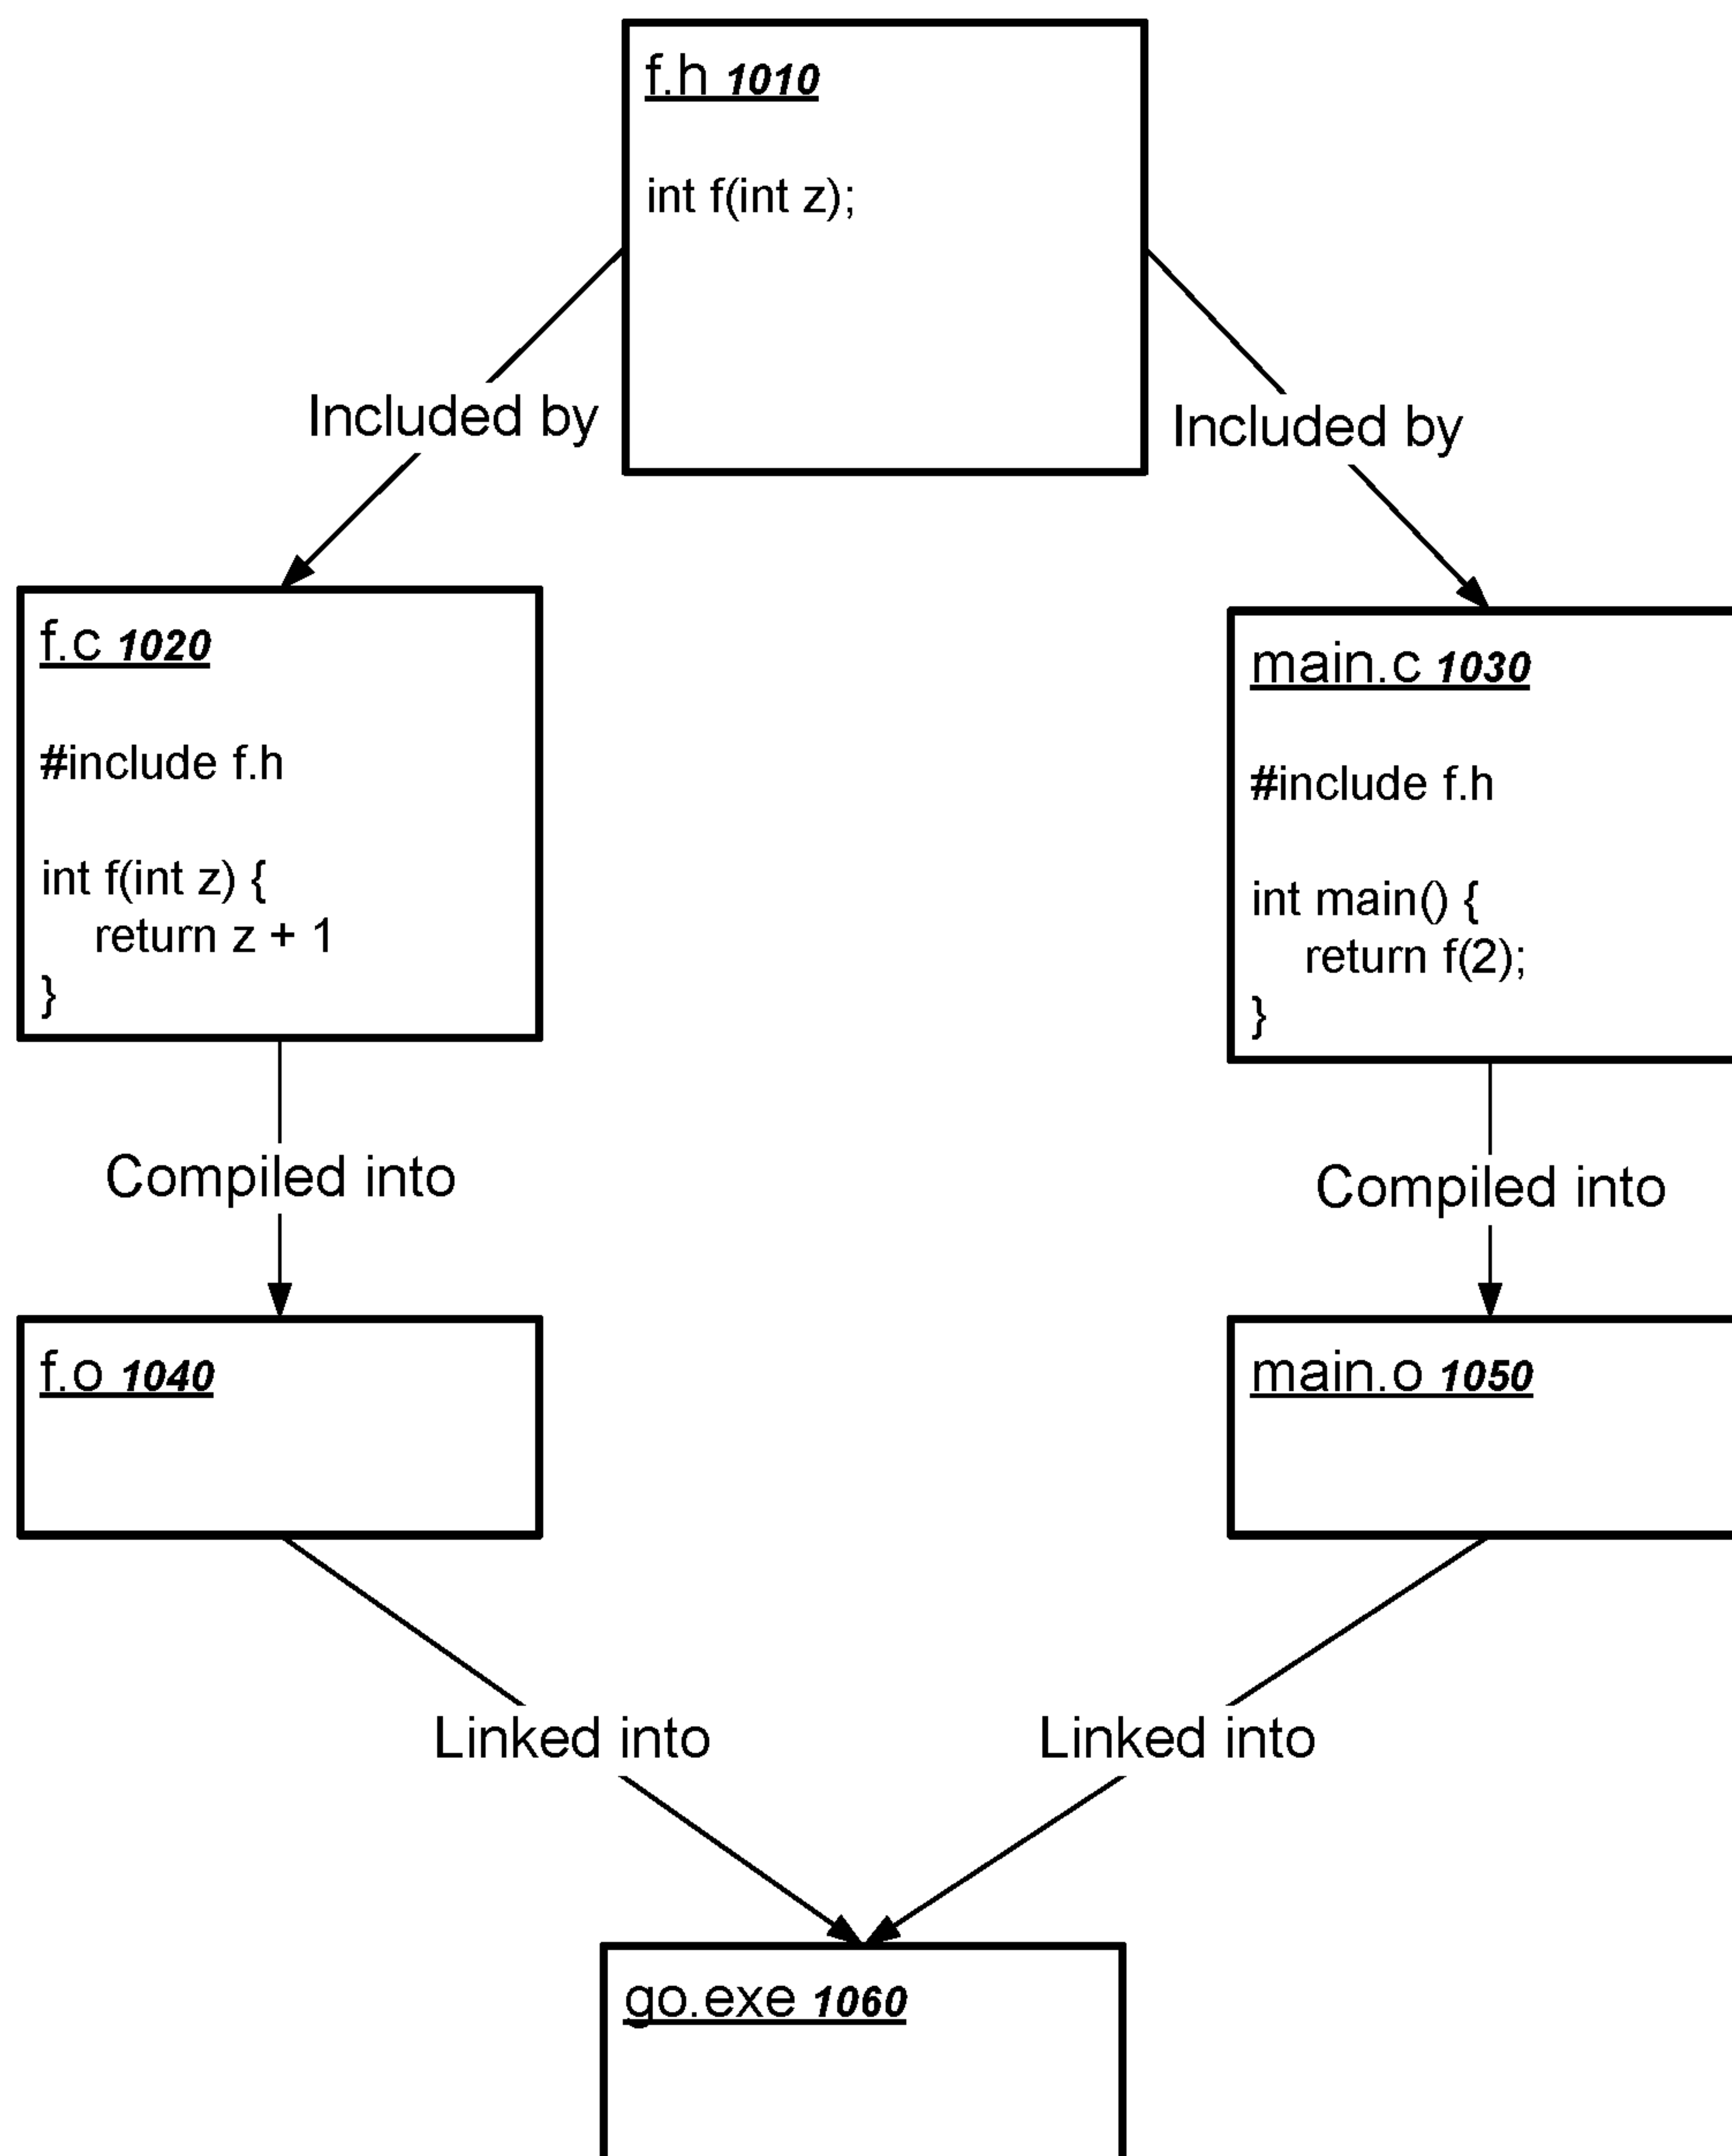 f.h 1010
int f(int z);
Included by
Included by
f.c 1020
#include f.h
int f(int z) {
return z + 1
}
main.c 1030
#include f.h
int main() {
return f(2);
}
Compiled into
Compiled into
f.o 1040
main.o 1050
Linked into
Linked into
go.exe 1060